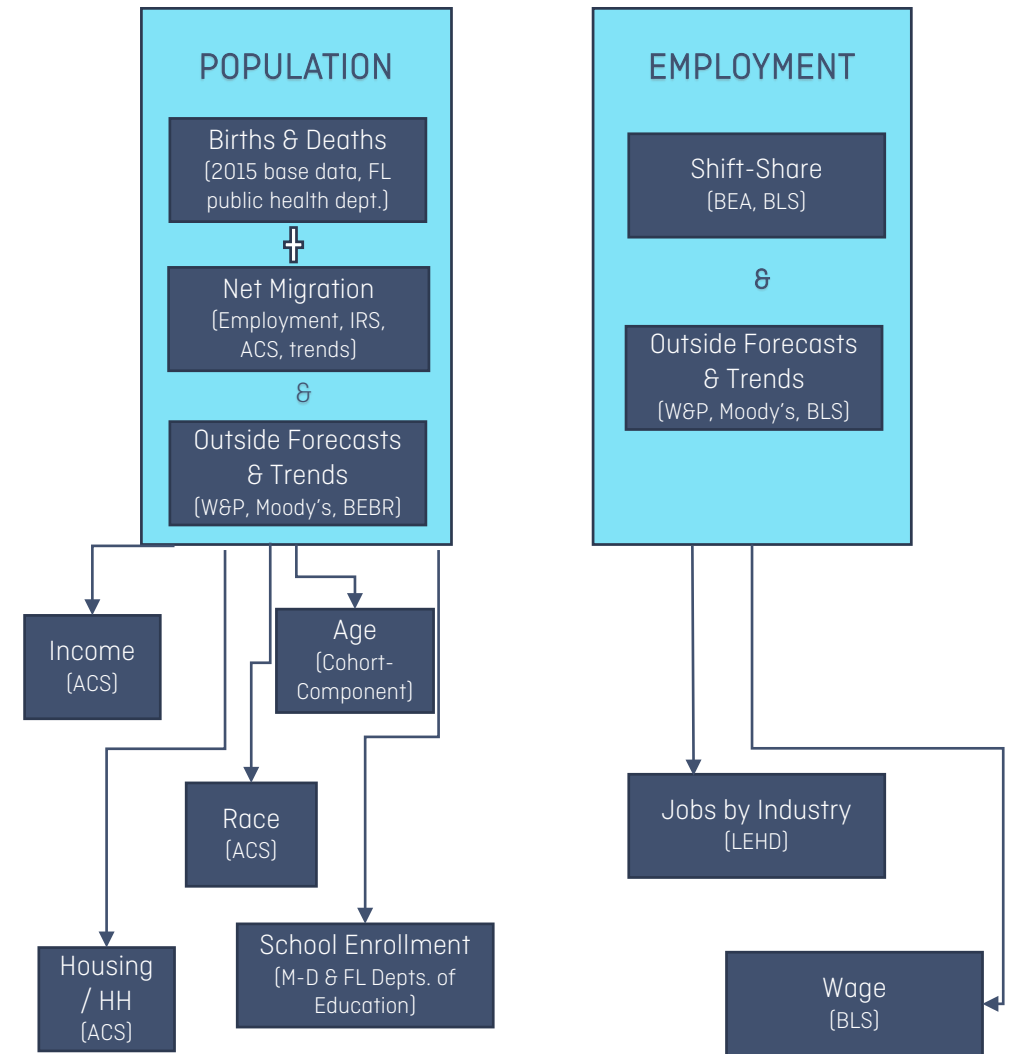 POPULATION
Births & Deaths
(2015 base data, FL
public health dept.)
Net Migration
(Employment, IRS,
ACS, trends)
&
Outside Forecasts
& Trends
(W&P, Moody's, BEBR)
EMPLOYMENT
Shift-Share
(BEA, BLS)
&
Outside Forecasts
& Trends
(W&P, Moody's, BLS)
Income
(ACS)
Age
(Cohort-
Component)
Race
(ACS)
Housing
/ HH
(ACS)
School Enrollment
(M-D & FL Depts. of
Education)
Jobs by Industry
(LEHD)
Wage
(BLS)